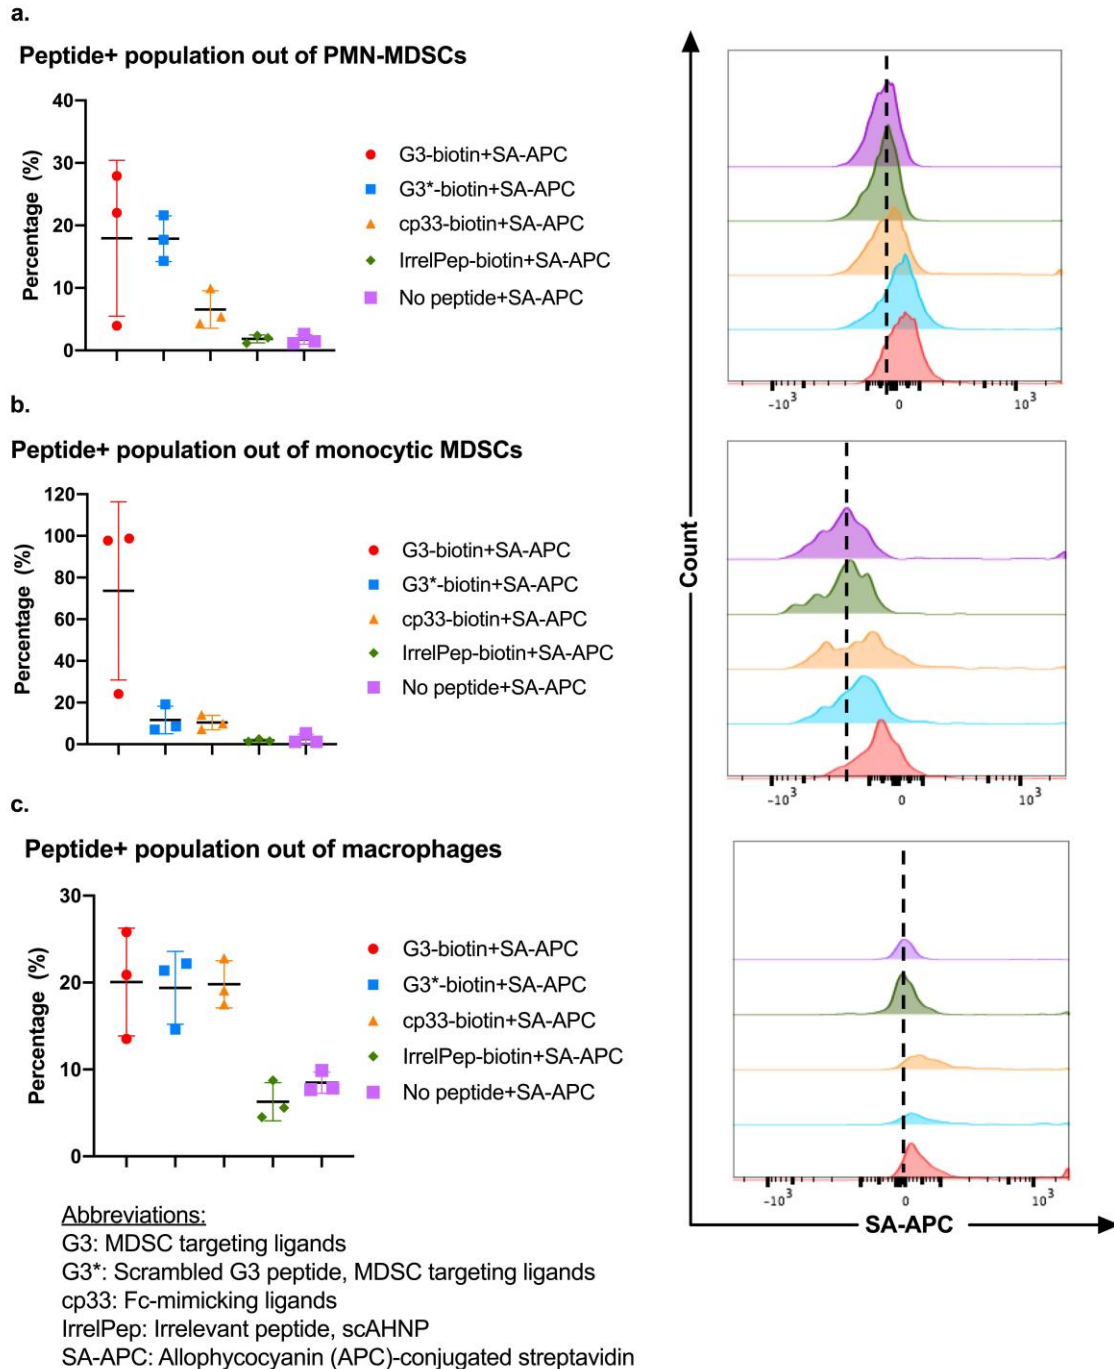 a.
Peptide+ population out of PMN-MDSCs
Percentage (%)
40
30
20
10
0
G3-biotin+SA-APC
G3*-biotin+SA-APC
cp33-biotin+SA-APC
IrrelPep-biotin+SA-APC
No peptide+SA-APC
-10³
0
10³
b.
Peptide+ population out of monocytic MDSCs
Percentage (%)
120
100
80
60
40
20
0
G3-biotin+SA-APC
G3*-biotin+SA-APC
cp33-biotin+SA-APC
IrrelPep-biotin+SA-APC
No peptide+SA-APC
Count
-10³
0
10³
c.
Peptide+ population out of macrophages
Percentage (%)
30
20
10
0
G3-biotin+SA-APC
G3*-biotin+SA-APC
cp33-biotin+SA-APC
IrrelPep-biotin+SA-APC
No peptide+SA-APC
-10³
0
10³
SA-APC
Abbreviations:
G3: MDSC targeting ligands
G3*: Scrambled G3 peptide, MDSC targeting ligands
cp33: Fc-mimicking ligands
IrrelPep: Irrelevant peptide, scAHNP
SA-APC: Allophycocyanin (APC)-conjugated streptavidin